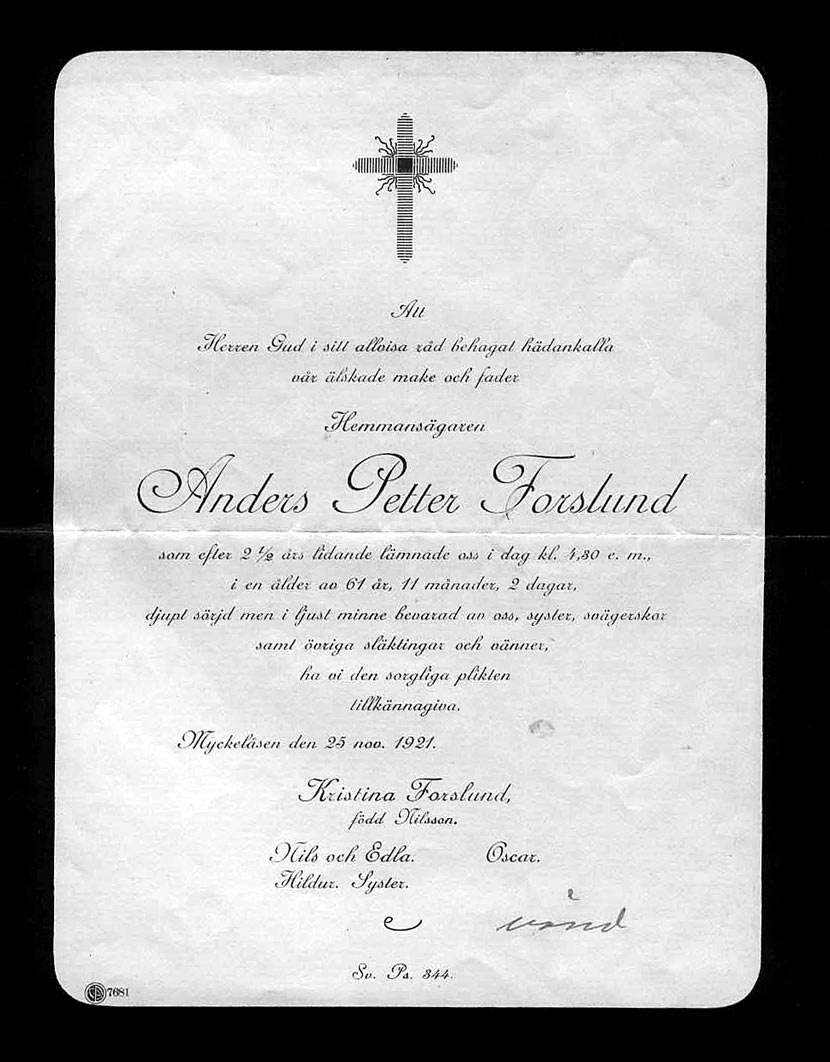 Att
Herren Gud i sitt allvisa råd behagat hädankalla
vår älskade make och fader
Hemmansägaren
Anders Petter Forslund
som efter 2 ½ års lidande lämnade oss i dag kl. 4,30 e. m.,
i en ålder av 61 år, 11 månader, 2 dagar,
djupt sörjd men i ljust minne bevarad av oss, syster, svägerskor
samt övriga släktingar och vänner,
ha vi den sorgliga plikten
tillkännagiva.
Myckelåsen den 25 nov. 1921.
Kristina Forslund,
född Nilsson.
Nils och Edla. Oscar.
Hildur. Syster.
vänd
Sv. Ps. 344.
7681